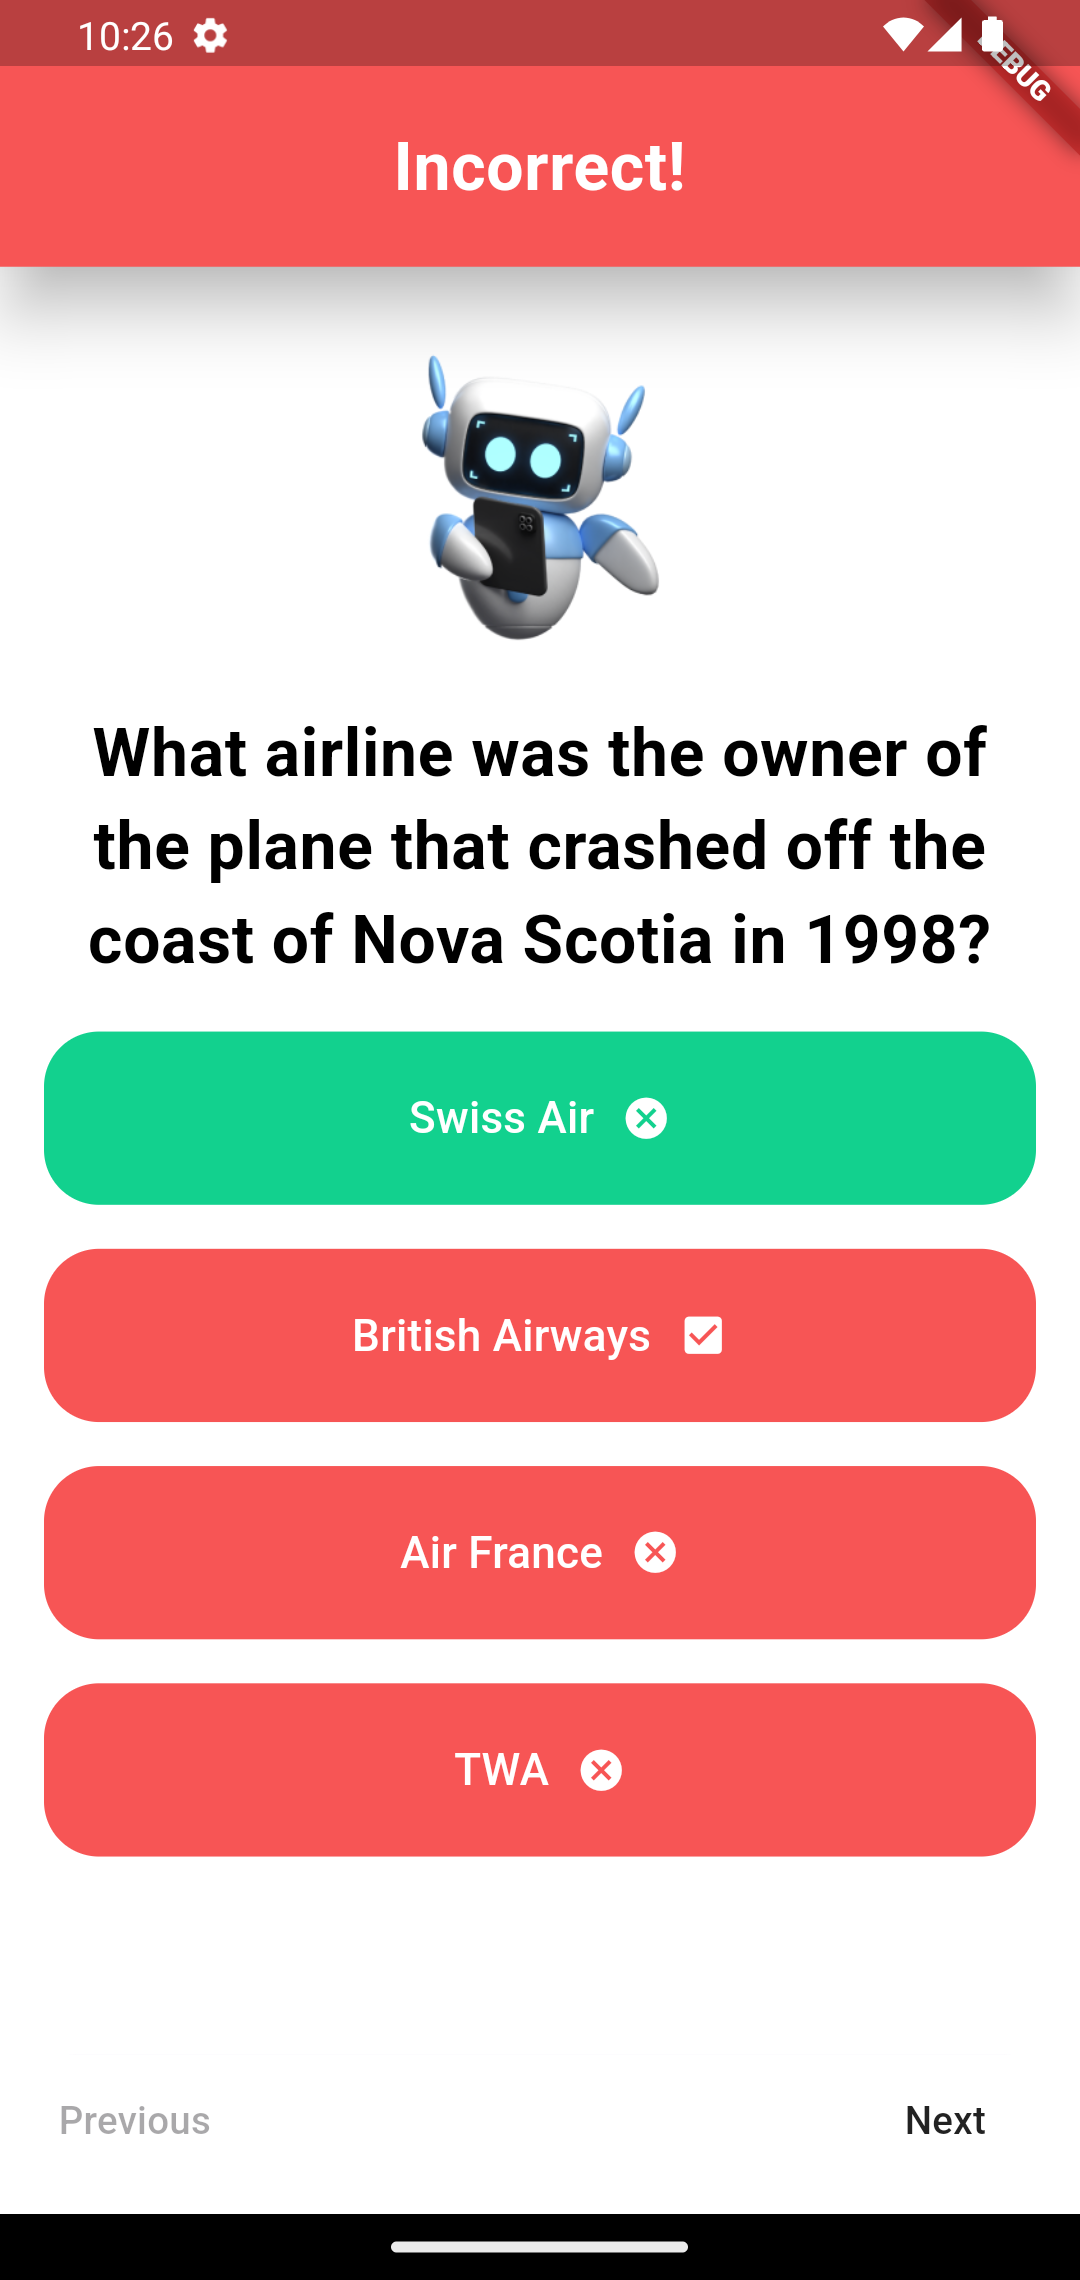 10:26
DEBUG
Incorrect!
What airline was the owner of
the plane that crashed off the
coast of Nova Scotia in 1998?
Swiss Air
British Airways
Air France
TWA
Previous
Next